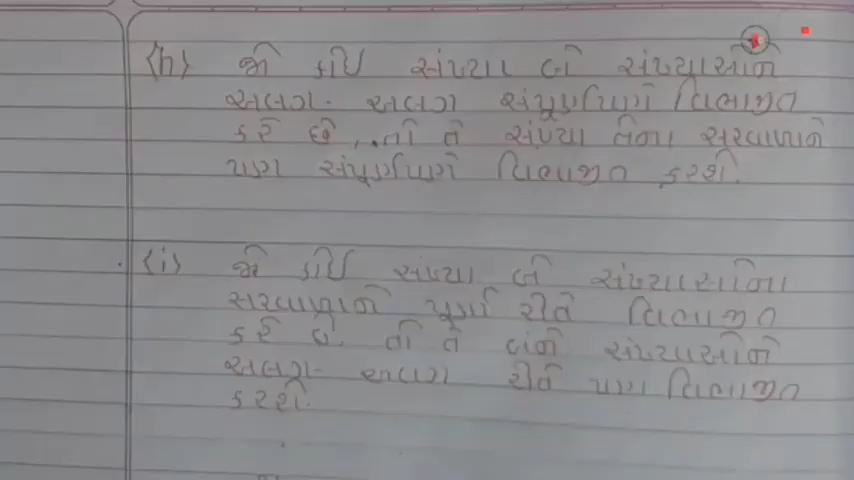 (h) જો કોઈ સંખ્યા બે સંખ્યાઓને
અલગ-અલગ સંપૂર્ણપણે વિભાજીત
કરે છે, તો તે સંખ્યા તેના સરવાળાને
પણ સંપૂર્ણપણે વિભાજીત કરશે.
(i) જો કોઈ સંખ્યા બે સંખ્યાઓના
સરવાળાને પૂર્ણ રીતે વિભાજીત
કરે છે. તો તે બંને સંખ્યાઓને
અલગ-અલગ રીતે પણ વિભાજીત
કરશે.